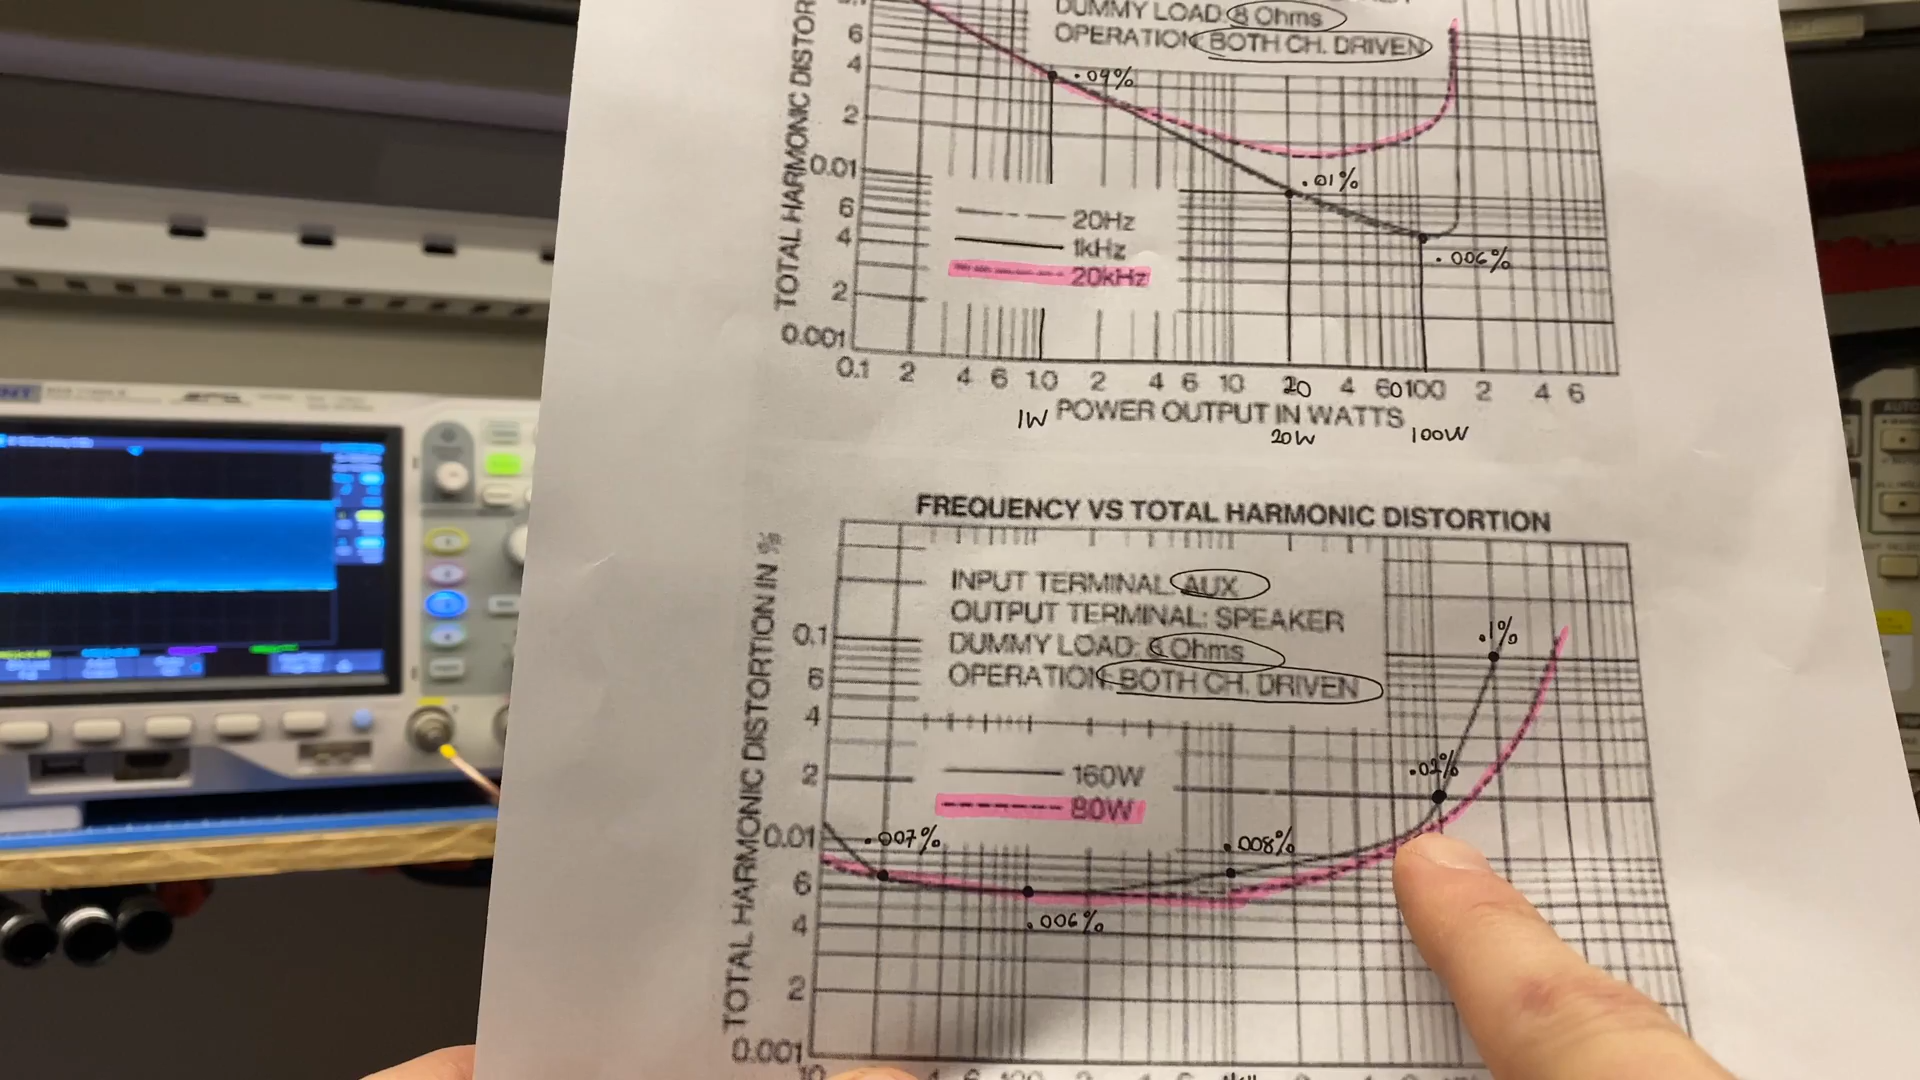 TOTAL HARMONIC DISTOR
DUMMY LOAD: 8 Ohms
OPERATION: BOTH CH. DRIVEN
6
4
2
0.01
6
4
2
0.001
.04%
.01%
.006%
20Hz
1kHz
20kHz
0.1 2 4 6 1.0 2 4 6 10 20 4 60 100 2 4 6
POWER OUTPUT IN WATTS
1W 20W 100W
FREQUENCY VS TOTAL HARMONIC DISTORTION
TOTAL HARMONIC DISTORTION IN %
INPUT TERMINAL: AUX
OUTPUT TERMINAL: SPEAKER
DUMMY LOAD: 6 Ohms
OPERATION: BOTH CH. DRIVEN
0.1
6
4
2
0.01
6
4
2
0.001
160W
80W
.1%
.02%
.007%
.008%
.006%